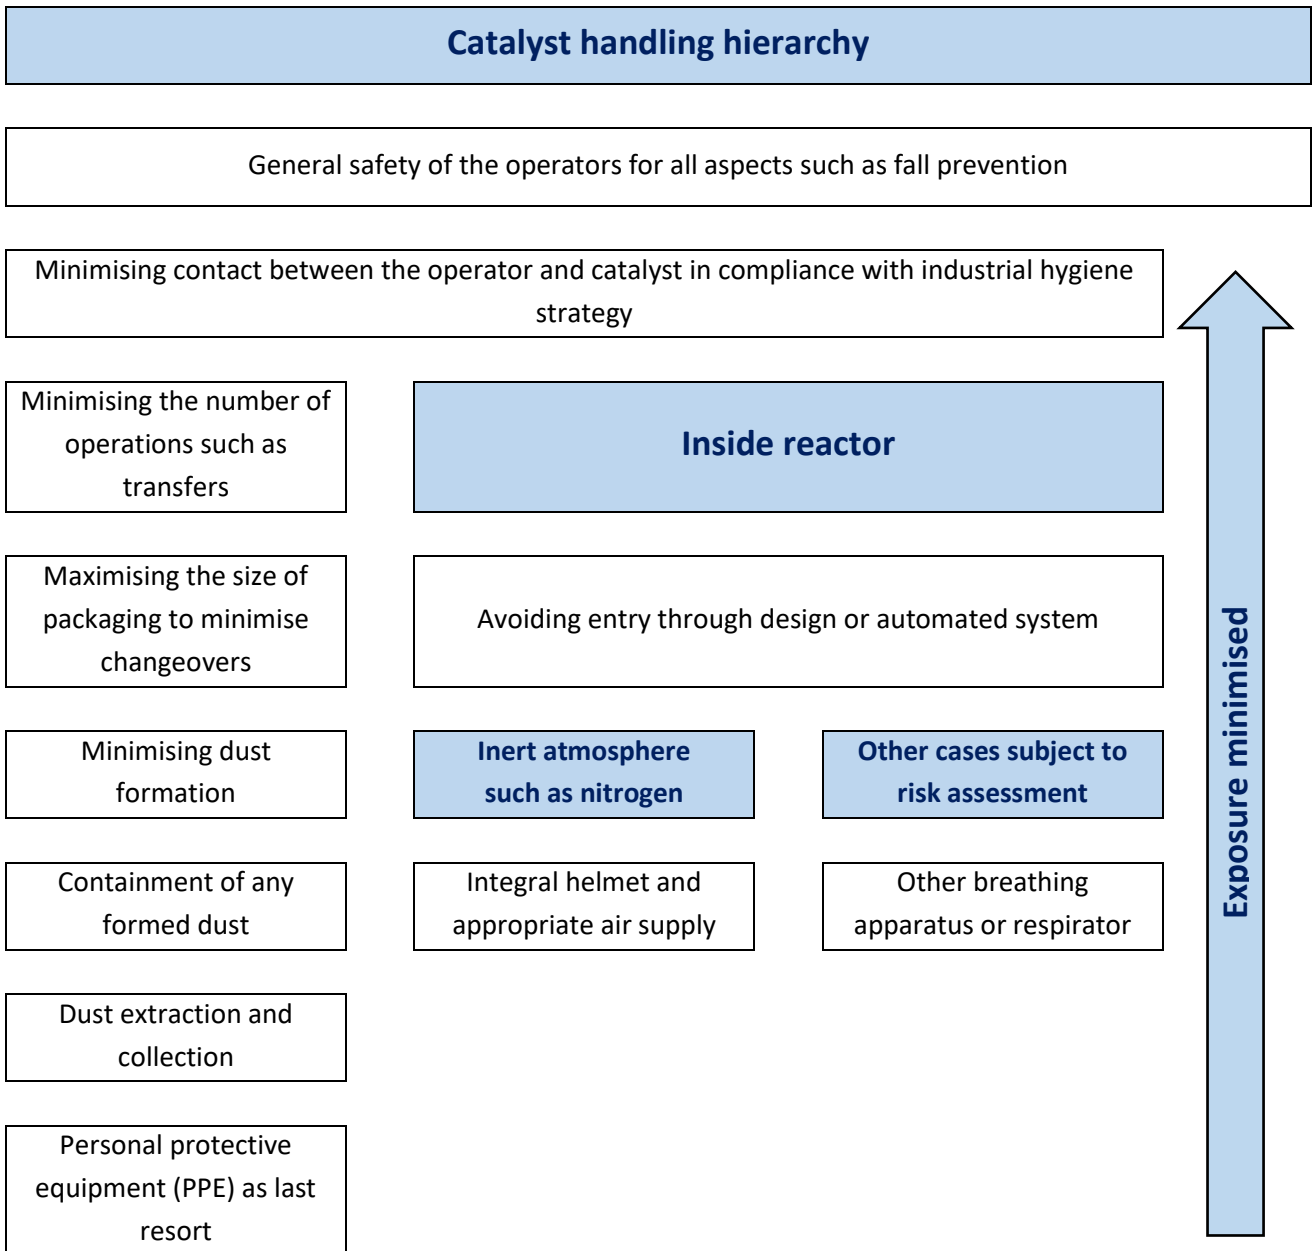 Catalyst handling hierarchy
General safety of the operators for all aspects such as fall prevention
Minimising contact between the operator and catalyst in compliance with industrial hygiene
strategy
Minimising the number of
operations such as
transfers
Inside reactor
Maximising the size of
packaging to minimise
changeovers
Avoiding entry through design or automated system
Minimising dust
formation
Inert atmosphere
such as nitrogen
Other cases subject to
risk assessment
Containment of any
formed dust
Integral helmet and
appropriate air supply
Other breathing
apparatus or respirator
Dust extraction and
collection
Personal protective
equipment (PPE) as last
resort
Exposure minimised